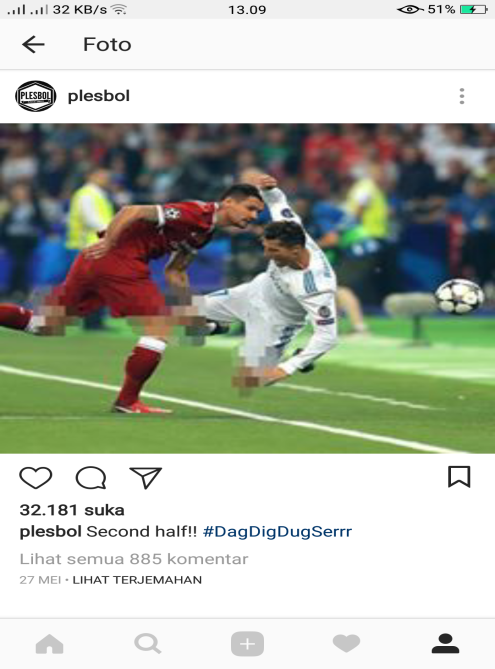 32 KB/s 13.09 51%
Foto
PLESBOL plesbol
32.181 suka
plesbol Second half!! #DagDigDugSerrr
Lihat semua 885 komentar
27 MEI • LIHAT TERJEMAHAN